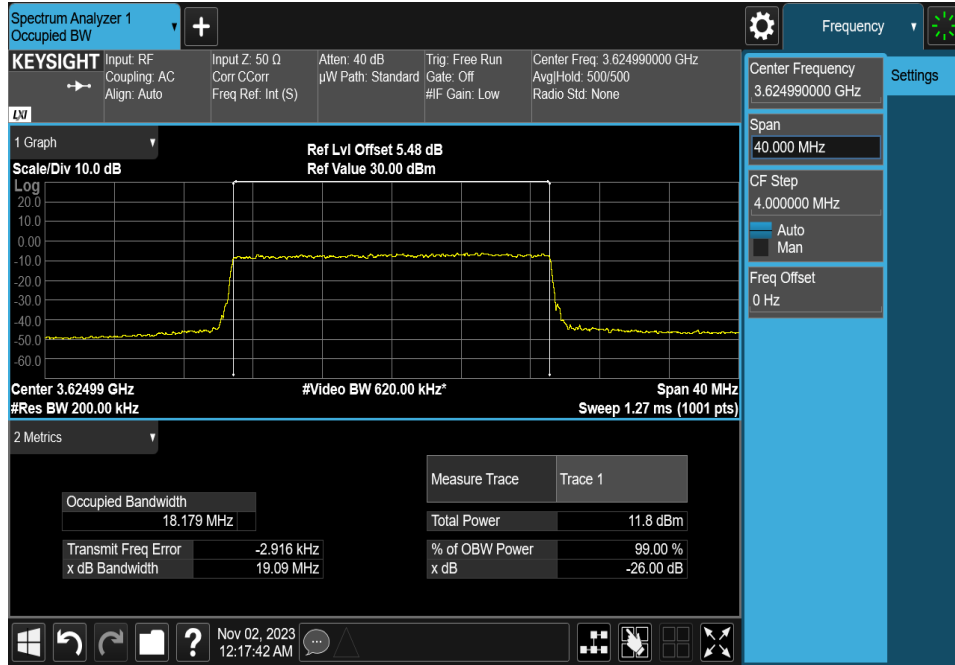 Spectrum Analyzer 1
Occupied BW
+
Frequency
KEYSIGHT
LXI
Input: RF
Coupling: AC
Align: Auto
Input Z: 50 Ω
Corr CCorr
Freq Ref: Int (S)
Atten: 40 dB
µW Path: Standard
Trig: Free Run
Gate: Off
#IF Gain: Low
Center Freq: 3.624990000 GHz
Avg|Hold: 500/500
Radio Std: None
Center Frequency
3.624990000 GHz
Settings
Span
40.000 MHz
CF Step
4.000000 MHz
Auto
Man
Freq Offset
0 Hz
1 Graph
Scale/Div 10.0 dB
Ref Lvl Offset 5.48 dB
Ref Value 30.00 dBm
Log
20.0
10.0
0.00
-10.0
-20.0
-30.0
-40.0
-50.0
-60.0
Center 3.62499 GHz
#Video BW 620.00 kHz*
Span 40 MHz
#Res BW 200.00 kHz
Sweep 1.27 ms (1001 pts)
2 Metrics
Measure Trace Trace 1
Occupied Bandwidth
18.179 MHz
Total Power 11.8 dBm
Transmit Freq Error -2.916 kHz
% of OBW Power 99.00 %
x dB Bandwidth 19.09 MHz
x dB -26.00 dB
?
Nov 02, 2023
12:17:42 AM